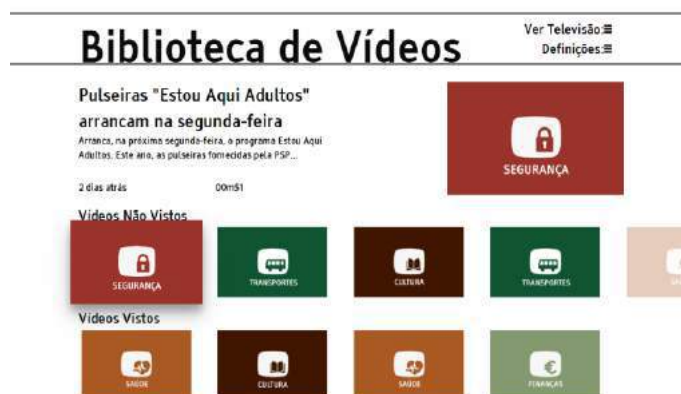 Biblioteca de Vídeos
Ver Televisão:≡
Definições:≡
Pulseiras "Estou Aqui Adultos"
arrancam na segunda-feira
Arranca, na próxima segunda-feira, o programa Estou Aqui
Adultos. Este ano, as pulseiras fornecidas pela PSP...
2 dias atrás 00m51
SEGURANÇA
Vídeos Não Vistos
SEGURANÇA TRANSPORTES CULTURA TRANSPORTES
Vídeos Vistos
SAÚDE CULTURA SAÚDE FINANÇAS